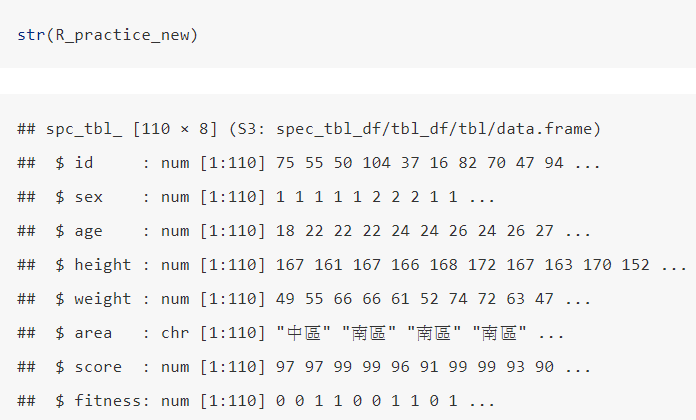 str(R_practice_new)
## spc_tbl_ [110 × 8] (S3: spec_tbl_df/tbl_df/tbl/data.frame)
##  $ id     : num [1:110] 75 55 50 104 37 16 82 70 47 94 ...
##  $ sex    : num [1:110] 1 1 1 1 1 2 2 2 1 1 ...
##  $ age    : num [1:110] 18 22 22 22 24 24 26 24 26 27 ...
##  $ height : num [1:110] 167 161 167 166 168 172 167 163 170 152 ...
##  $ weight : num [1:110] 49 55 66 66 61 52 74 72 63 47 ...
##  $ area   : chr [1:110] "中區" "南區" "南區" "南區" ...
##  $ score  : num [1:110] 97 97 99 99 96 91 99 99 93 90 ...
##  $ fitness: num [1:110] 0 0 1 1 0 0 1 1 0 1 ...